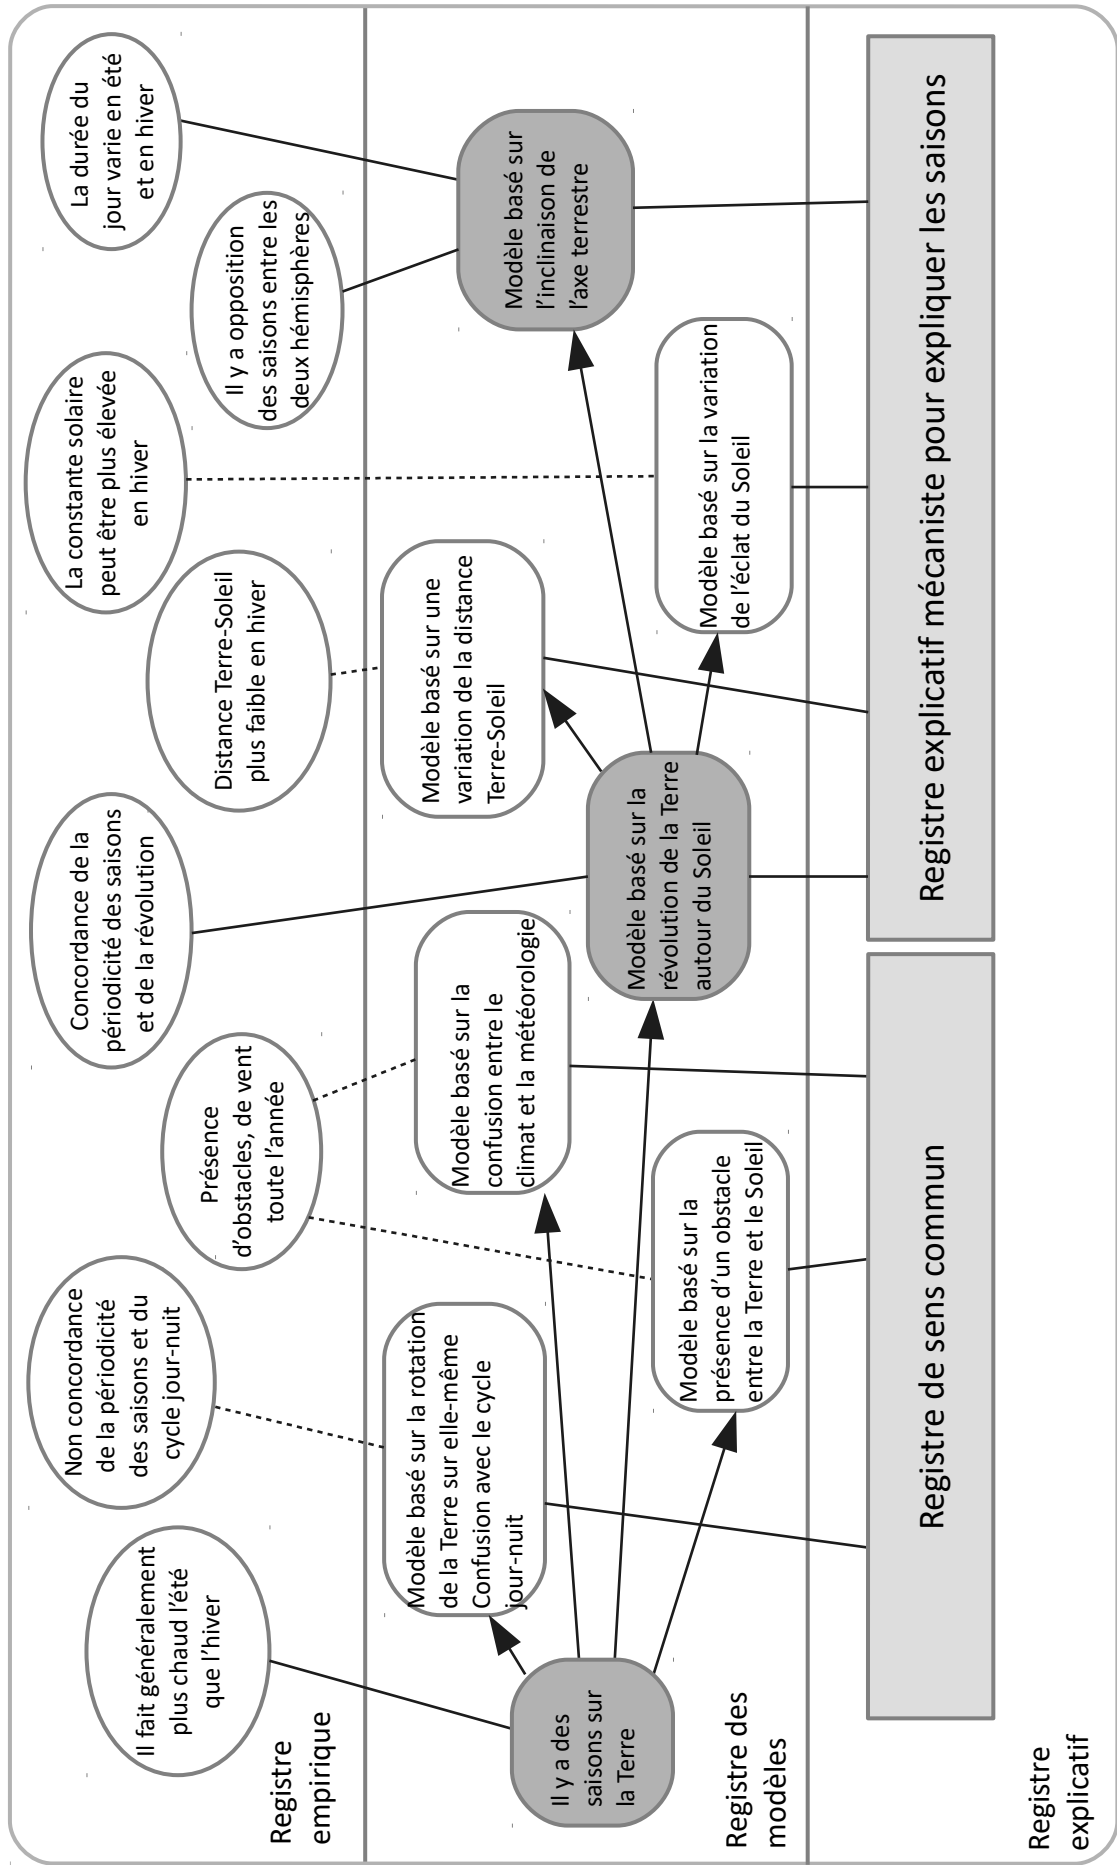 Registre
empirique
Il fait généralement
plus chaud l'été
que l'hiver
Non concordance
de la périodicité
des saisons et du
cycle jour-nuit
Présence
d'obstacles, de vent
toute l'année
Concordance de la
périodicité des saisons
et de la révolution
Distance Terre-Soleil
plus faible en hiver
La constante solaire
peut être plus élevée
en hiver
Il y a opposition
des saisons entre les
deux hémisphères
La durée du
jour varie en été
et en hiver
Registre des
modèles
Il y a des
saisons sur
la Terre
Modèle basé sur la rotation
de la Terre sur elle-même
Confusion avec le cycle
jour-nuit
Modèle basé sur la
confusion entre le
climat et la météorologie
Modèle basé sur la
présence d'un obstacle
entre la Terre et le Soleil
Modèle basé sur la
révolution de la Terre
autour du Soleil
Modèle basé sur une
variation de la distance
Terre-Soleil
Modèle basé sur la variation
de l'éclat du Soleil
Modèle basé sur
l'inclinaison de
l'axe terrestre
Registre
explicatif
Registre de sens commun
Registre explicatif mécaniste pour expliquer les saisons